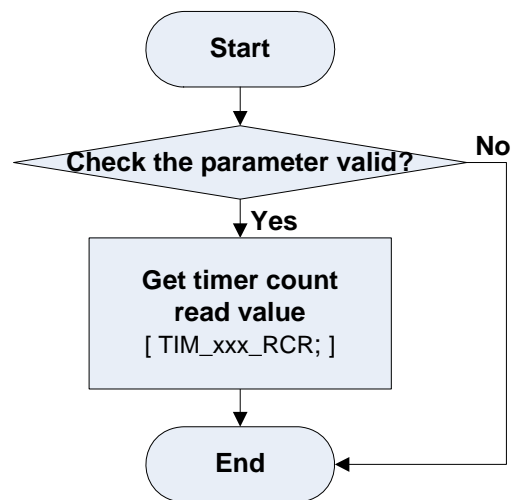 Start
Check the parameter valid?
No
Yes
Get timer count
read value
[ TIM_xxx_RCR; ]
End